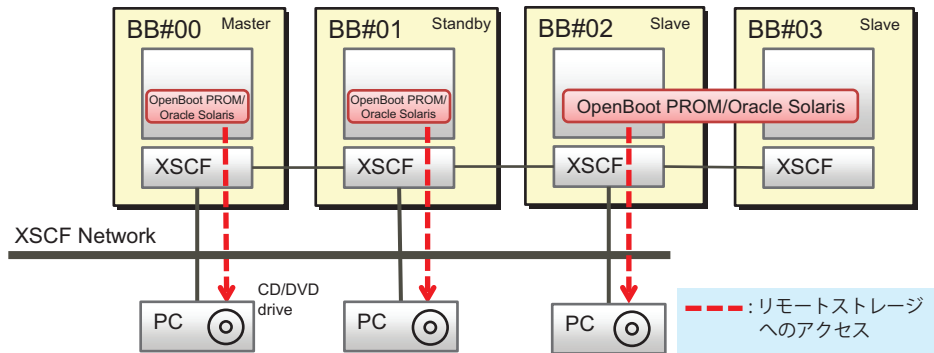 BB#00 Master
BB#01 Standby
BB#02 Slave
BB#03 Slave
OpenBoot PROM/
Oracle Solaris
OpenBoot PROM/
Oracle Solaris
OpenBoot PROM/Oracle Solaris
XSCF
XSCF
XSCF
XSCF
XSCF Network
CD/DVD
drive
PC
PC
PC
:リモートストレージ
へのアクセス